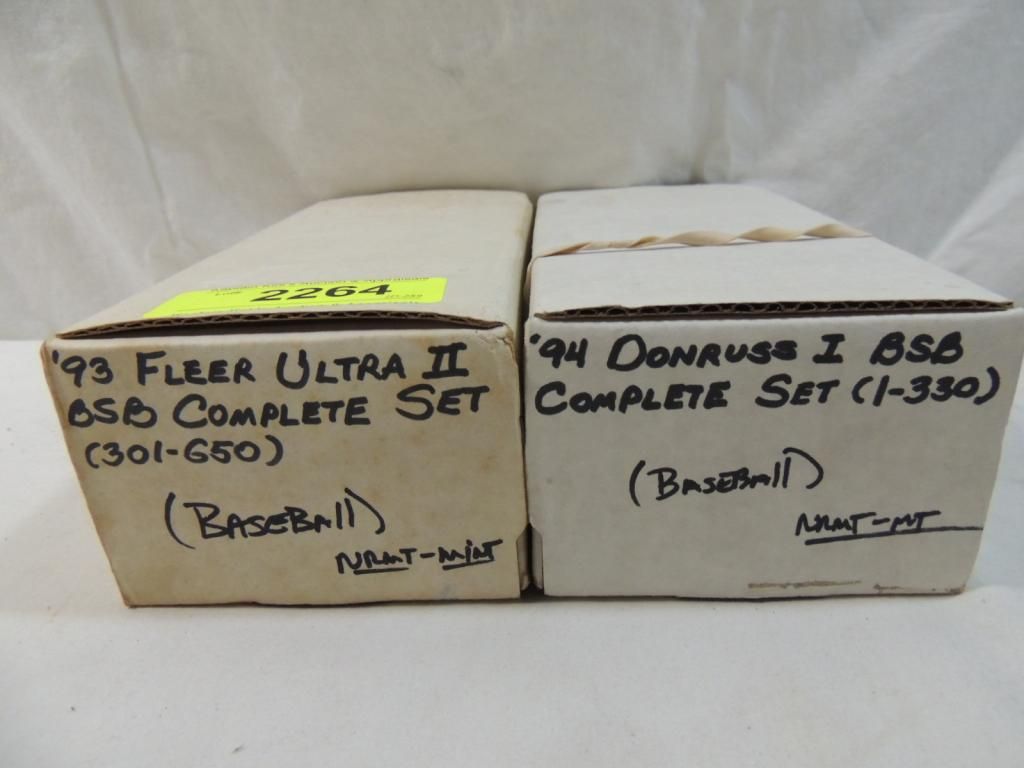 Lot# 2264
'93 FLEER ULTRA II
BSB COMPLETE SET
(301-650)
(BASEBAll)
NRMT-MINT
'94 DONRUSS I BSB
COMPLETE SET (1-330)
(BASEBAll)
NRMT-MT